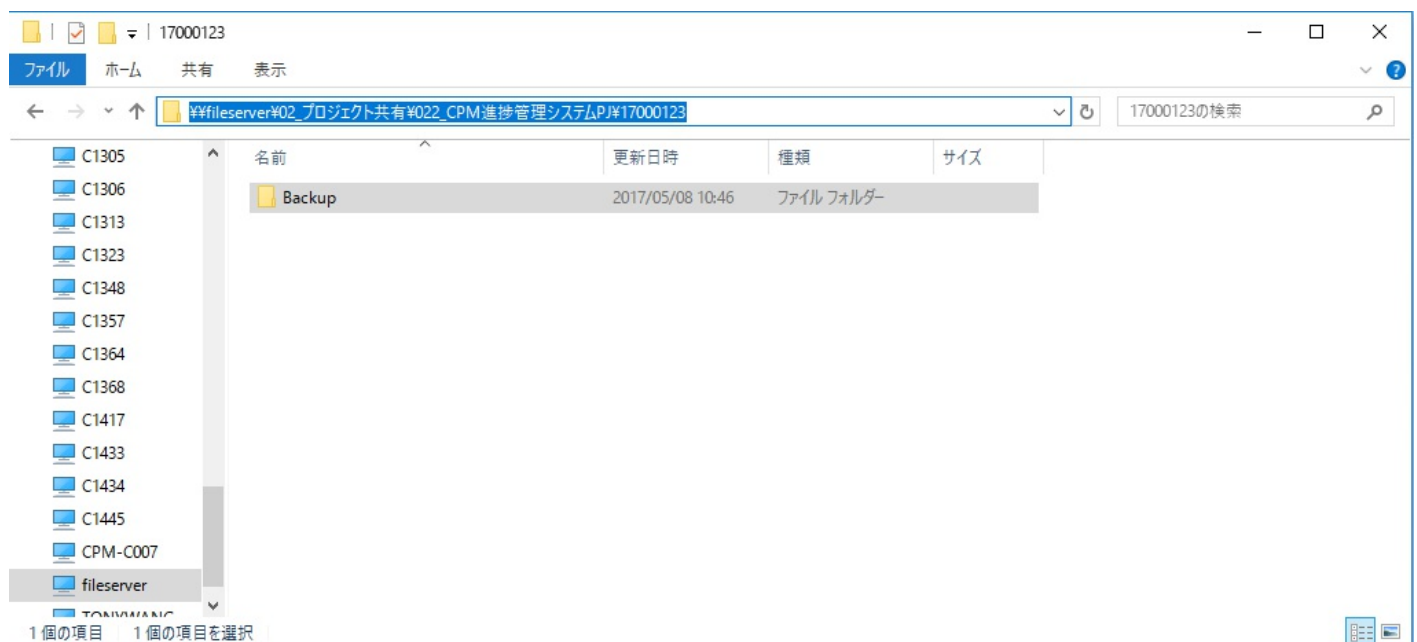 17000123
ファイル ホーム 共有 表示
¥¥fileserver¥02_プロジェクト共有¥022_CPM進捗管理システムPJ¥17000123 17000123の検索
名前 更新日時 種類 サイズ
Backup 2017/05/08 10:46 ファイル フォルダー
C1305
C1306
C1313
C1323
C1348
C1357
C1364
C1368
C1417
C1433
C1434
C1445
CPM-C007
fileserver
TONYWANG
1 個の項目 1 個の項目を選択